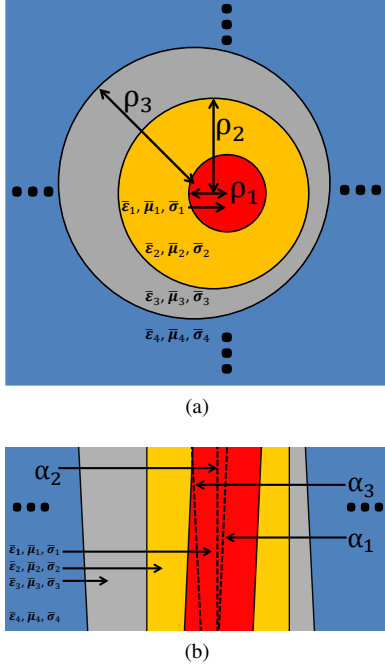 ρ₃
ρ₂
ρ₁
ε̿₁, μ̿₁, σ̿₁
ε̿₂, μ̿₂, σ̿₂
ε̿₃, μ̿₃, σ̿₃
ε̿₄, μ̿₄, σ̿₄
(a)
α₂
α₃
α₁
ε̿₁, μ̿₁, σ̿₁
ε̿₂, μ̿₂, σ̿₂
ε̿₃, μ̿₃, σ̿₃
ε̿₄, μ̿₄, σ̿₄
(b)